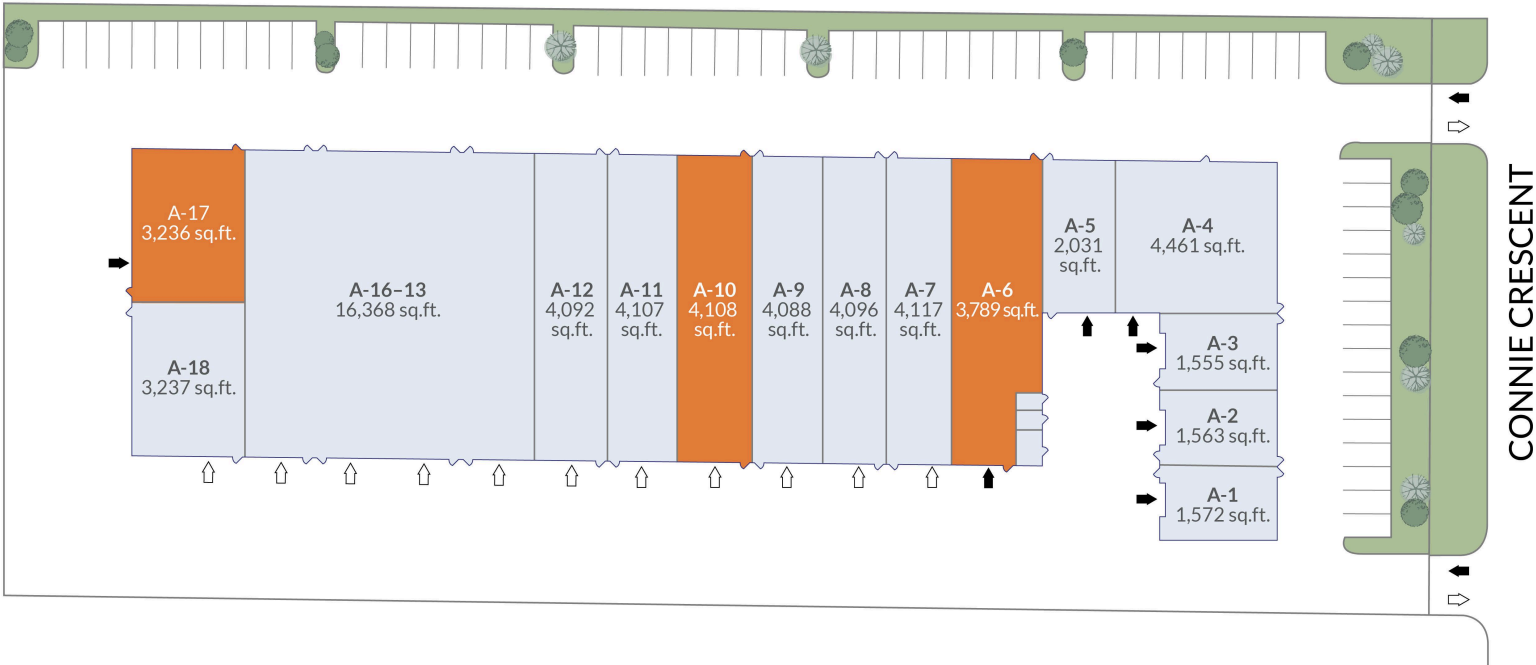 A-17
3,236 sq.ft.
A-18
3,237 sq.ft.
A-16–13
16,368 sq.ft.
A-12
4,092
sq.ft.
A-11
4,107
sq.ft.
A-10
4,108
sq.ft.
A-9
4,088
sq.ft.
A-8
4,096
sq.ft.
A-7
4,117
sq.ft.
A-6
3,789 sq.ft.
A-5
2,031
sq.ft.
A-4
4,461 sq.ft.
A-3
1,555 sq.ft.
A-2
1,563 sq.ft.
A-1
1,572 sq.ft.
CONNIE CRESCENT